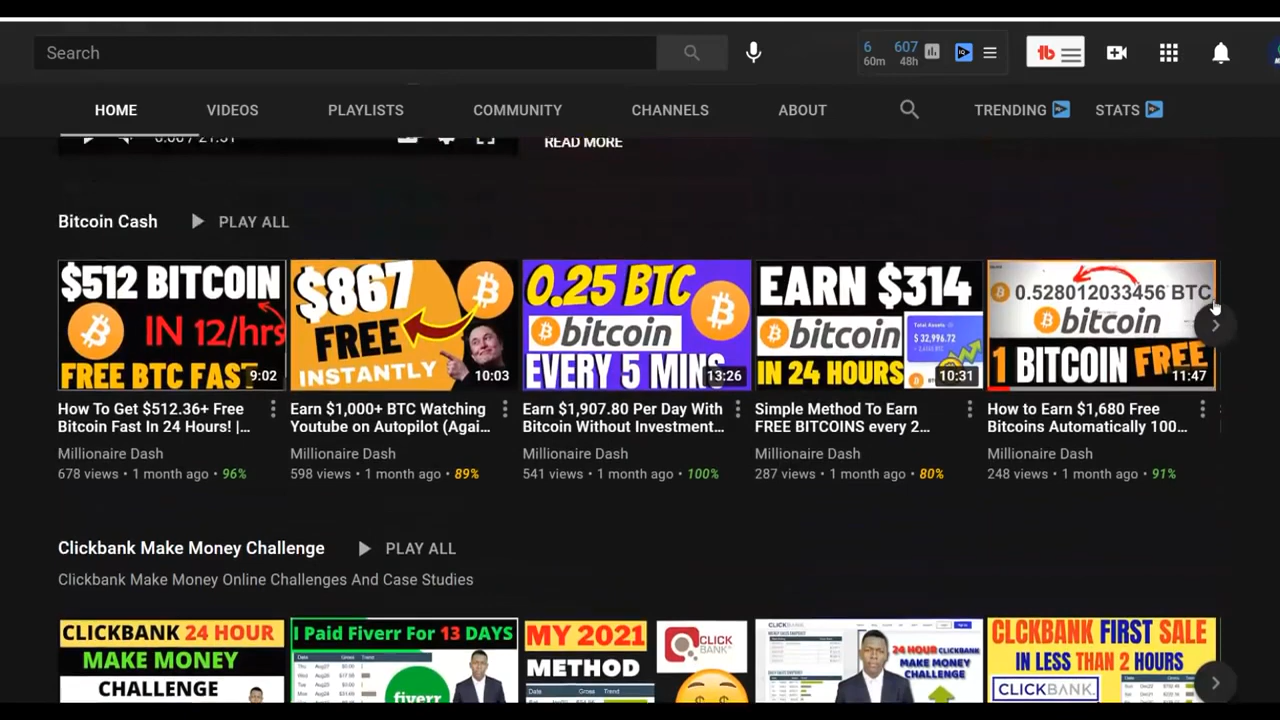 Search
6 607
60m 48h
HOME VIDEOS PLAYLISTS COMMUNITY CHANNELS ABOUT TRENDING STATS
READ MORE
Bitcoin Cash PLAY ALL
$512 BITCOIN
IN 12/hrs
FREE BTC FAST
9:02
$867
FREE
INSTANTLY
10:03
0.25 BTC
bitcoin
EVERY 5 MINS
13:26
EARN $314
bitcoin
Total Assets
$ 32,996.72
IN 24 HOURS
10:31
0.528012033456 BTC
bitcoin
1 BITCOIN FREE
11:47
How To Get $512.36+ Free
Bitcoin Fast In 24 Hours! |...
Millionaire Dash
678 views • 1 month ago • 96%
Earn $1,000+ BTC Watching
Youtube on Autopilot (Agai...
Millionaire Dash
598 views • 1 month ago • 89%
Earn $1,907.80 Per Day With
Bitcoin Without Investment...
Millionaire Dash
541 views • 1 month ago • 100%
Simple Method To Earn
FREE BITCOINS every 2...
Millionaire Dash
287 views • 1 month ago • 80%
How to Earn $1,680 Free
Bitcoins Automatically 100...
Millionaire Dash
248 views • 1 month ago • 91%
Clickbank Make Money Challenge PLAY ALL
Clickbank Make Money Online Challenges And Case Studies
CLICKBANK 24 HOUR
MAKE MONEY
CHALLENGE
I Paid Fiverr For 13 DAYS
fiverr
MY 2021
METHOD
CLICK
BANK
Gross Trend
24 HOUR CLICKBANK
MAKE MONEY
CHALLENGE
CLCKBANK FIRST SALE
IN LESS THAN 2 HOURS
CLICKBANK